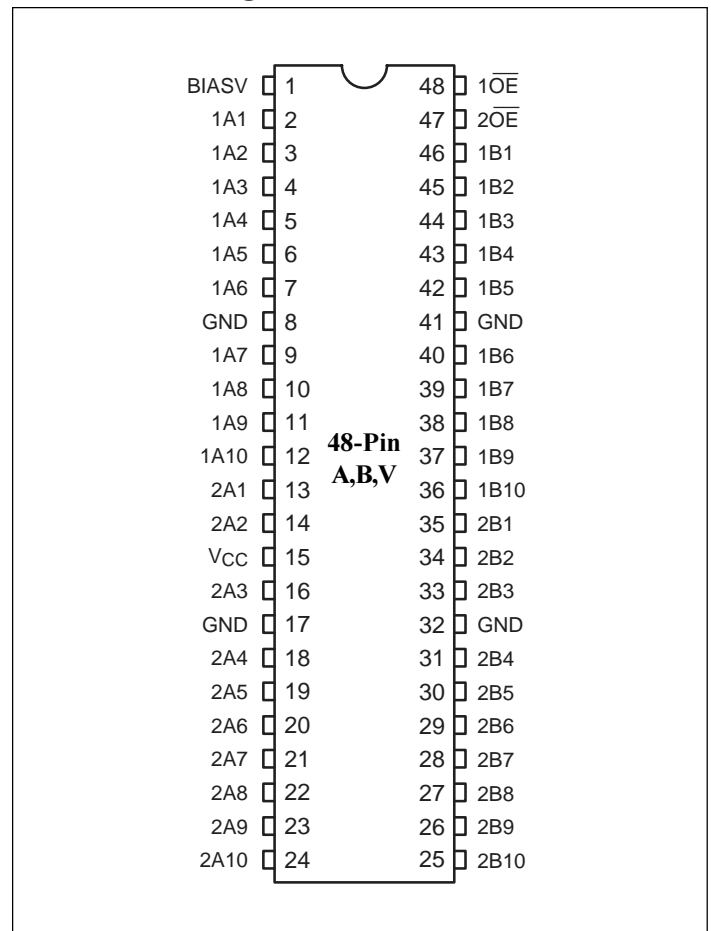 BIASV 1 48 1O̅E̅
1A1 2 47 2O̅E̅
1A2 3 46 1B1
1A3 4 45 1B2
1A4 5 44 1B3
1A5 6 43 1B4
1A6 7 42 1B5
GND 8 41 GND
1A7 9 40 1B6
1A8 10 39 1B7
1A9 11 38 1B8
1A10 12 48-Pin 37 1B9
2A1 13 A,B,V 36 1B10
2A2 14 35 2B1
VCC 15 34 2B2
2A3 16 33 2B3
GND 17 32 GND
2A4 18 31 2B4
2A5 19 30 2B5
2A6 20 29 2B6
2A7 21 28 2B7
2A8 22 27 2B8
2A9 23 26 2B9
2A10 24 25 2B10